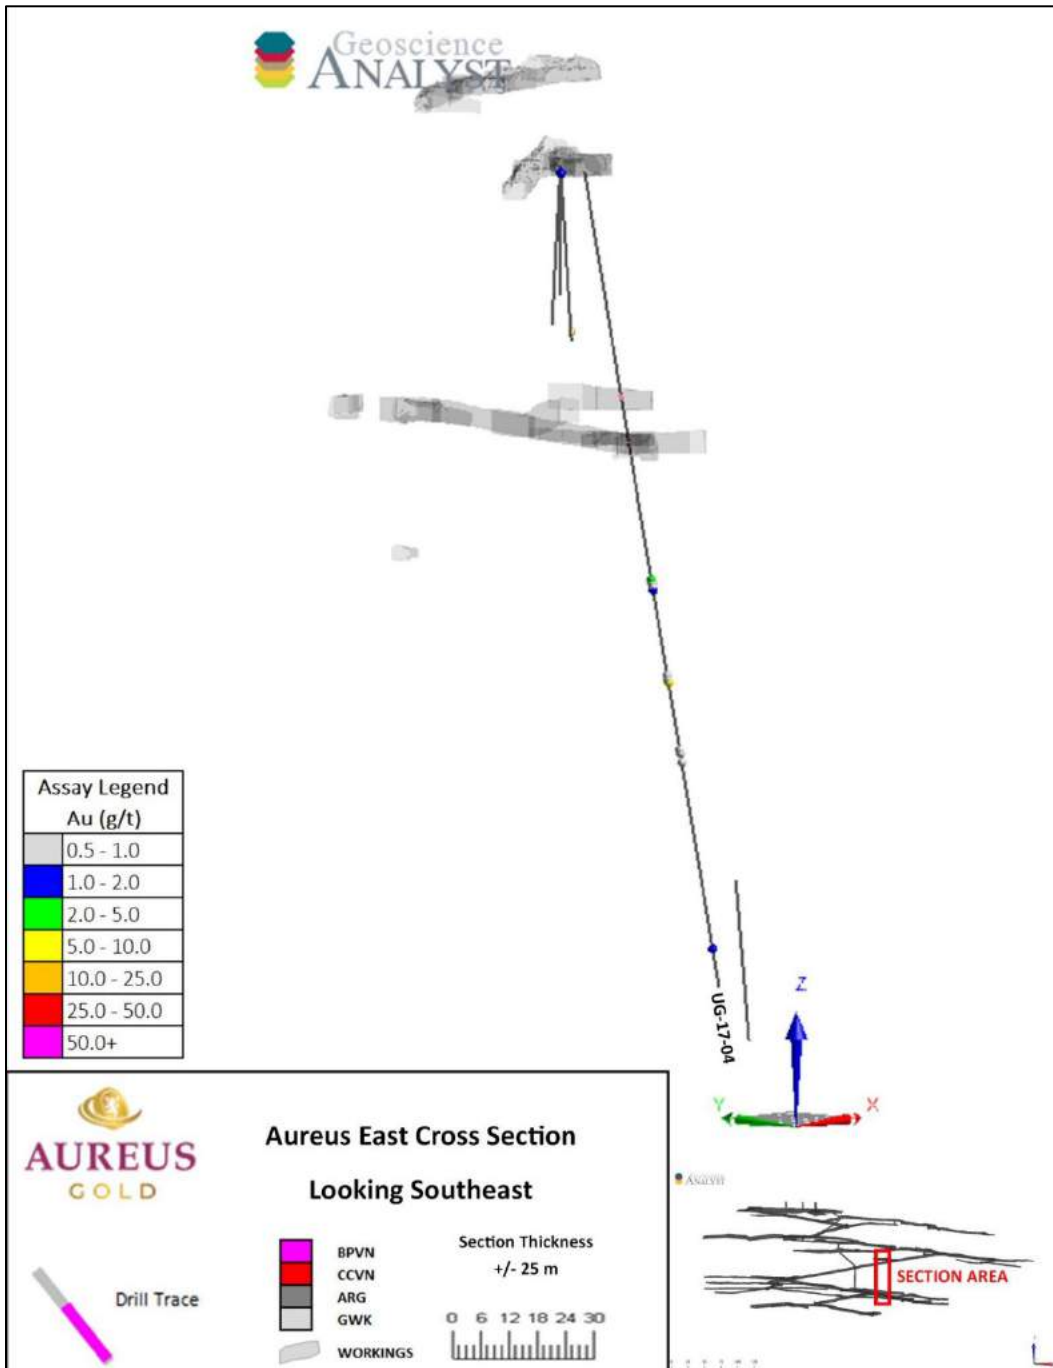 Geoscience
ANALYST
Assay Legend
Au (g/t)
0.5 - 1.0
1.0 - 2.0
2.0 - 5.0
5.0 - 10.0
10.0 - 25.0
25.0 - 50.0
50.0+
UG-17-04
Z
Y
X
AUREUS
GOLD
Drill Trace
Aureus East Cross Section
Looking Southeast
BPVN
CCVN
ARG
GWK
WORKINGS
Section Thickness
+/- 25 m
0 6 12 18 24 30
Geoscience
ANALYST
SECTION AREA